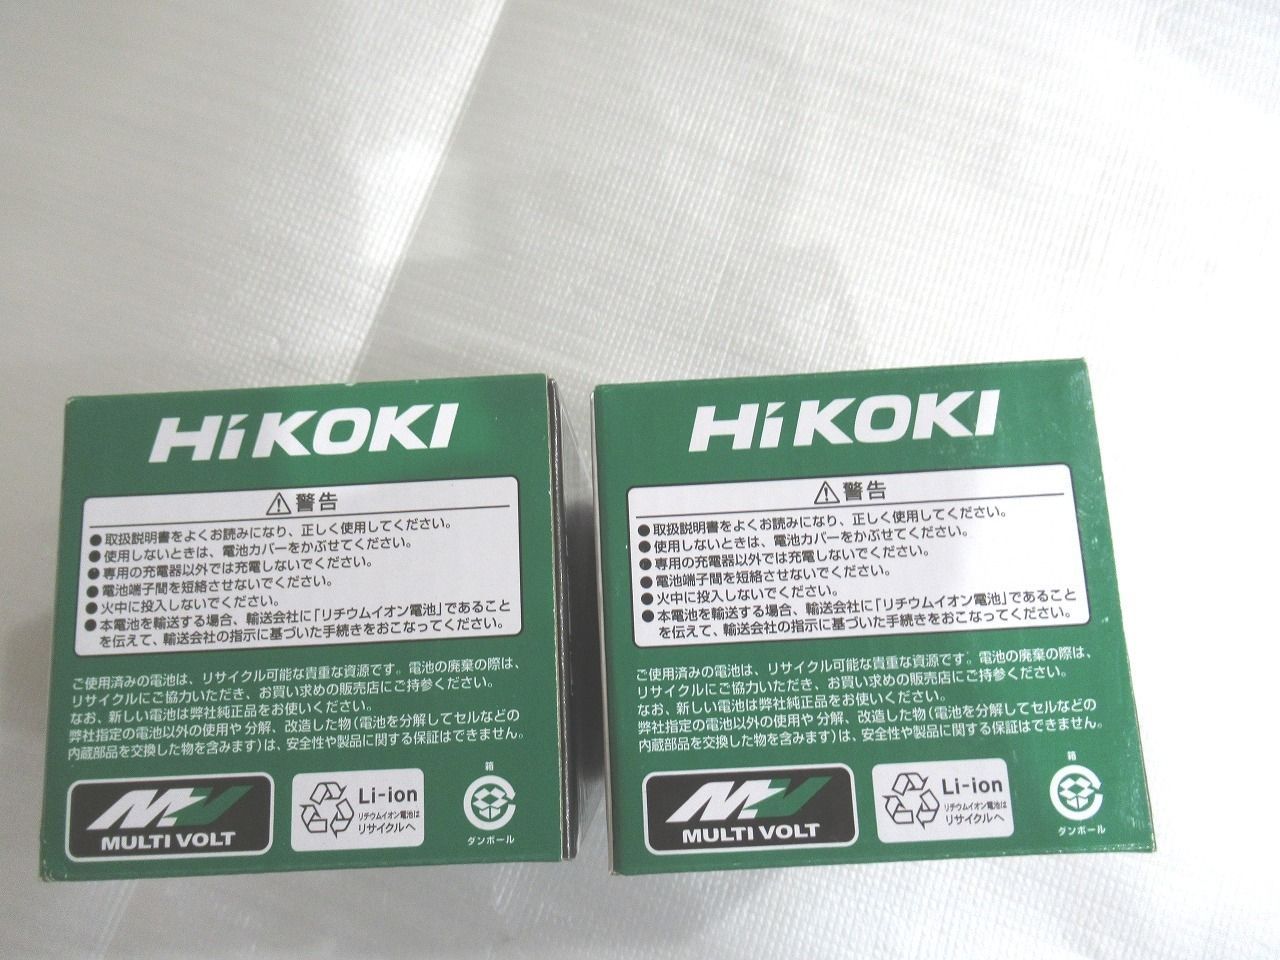 HiKOKI
警告
●取扱説明書をよくお読みになり、正しく使用してください。
●使用しないときは、電池カバーをかぶせてください。
●専用の充電器以外では充電しないでください。
●電池端子間を短絡させないでください。
●火中に投入しないでください。
●本電池を輸送する場合、輸送会社に「リチウムイオン電池」であること
を伝えて、輸送会社の指示に基づいた手続きをおこなってください。
ご使用済みの電池は、リサイクル可能な貴重な資源です。電池の廃棄の際は、
リサイクルにご協力いただき、お買い求めの販売店にご持参ください。
なお、新しい電池は弊社純正品をお使いください。
弊社指定の電池以外の使用や分解、改造した物(電池を分解してセルなどの
内蔵部品を交換した物を含みます)は、安全性や製品に関する保証はできません。
MV
MULTI VOLT
Li-ion
リチウムイオン電池は
リサイクルへ
箱
ダンボール
HiKOKI
警告
●取扱説明書をよくお読みになり、正しく使用してください。
●使用しないときは、電池カバーをかぶせてください。
●専用の充電器以外では充電しないでください。
●電池端子間を短絡させないでください。
●火中に投入しないでください。
●本電池を輸送する場合、輸送会社に「リチウムイオン電池」であること
を伝えて、輸送会社の指示に基づいた手続きをおこなってください。
ご使用済みの電池は、リサイクル可能な貴重な資源です。電池の廃棄の際は、
リサイクルにご協力いただき、お買い求めの販売店にご持参ください。
なお、新しい電池は弊社純正品をお使いください。
弊社指定の電池以外の使用や分解、改造した物(電池を分解してセルなどの
内蔵部品を交換した物を含みます)は、安全性や製品に関する保証はできません。
MV
MULTI VOLT
Li-ion
リチウムイオン電池は
リサイクルへ
箱
ダンボール